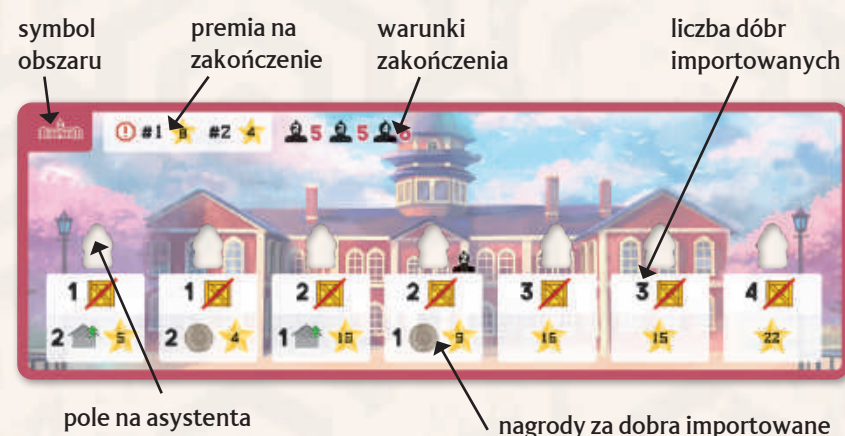 symbol
obszaru
premia na
zakończenie
warunki
zakończenia
liczba dóbr
importowanych
#1 8 #2 4 5 5
1 1 2 2 3 3 4
2 5 2 4 1 10 1 9 16 15 22
pole na asystenta
nagrody za dobra importowane